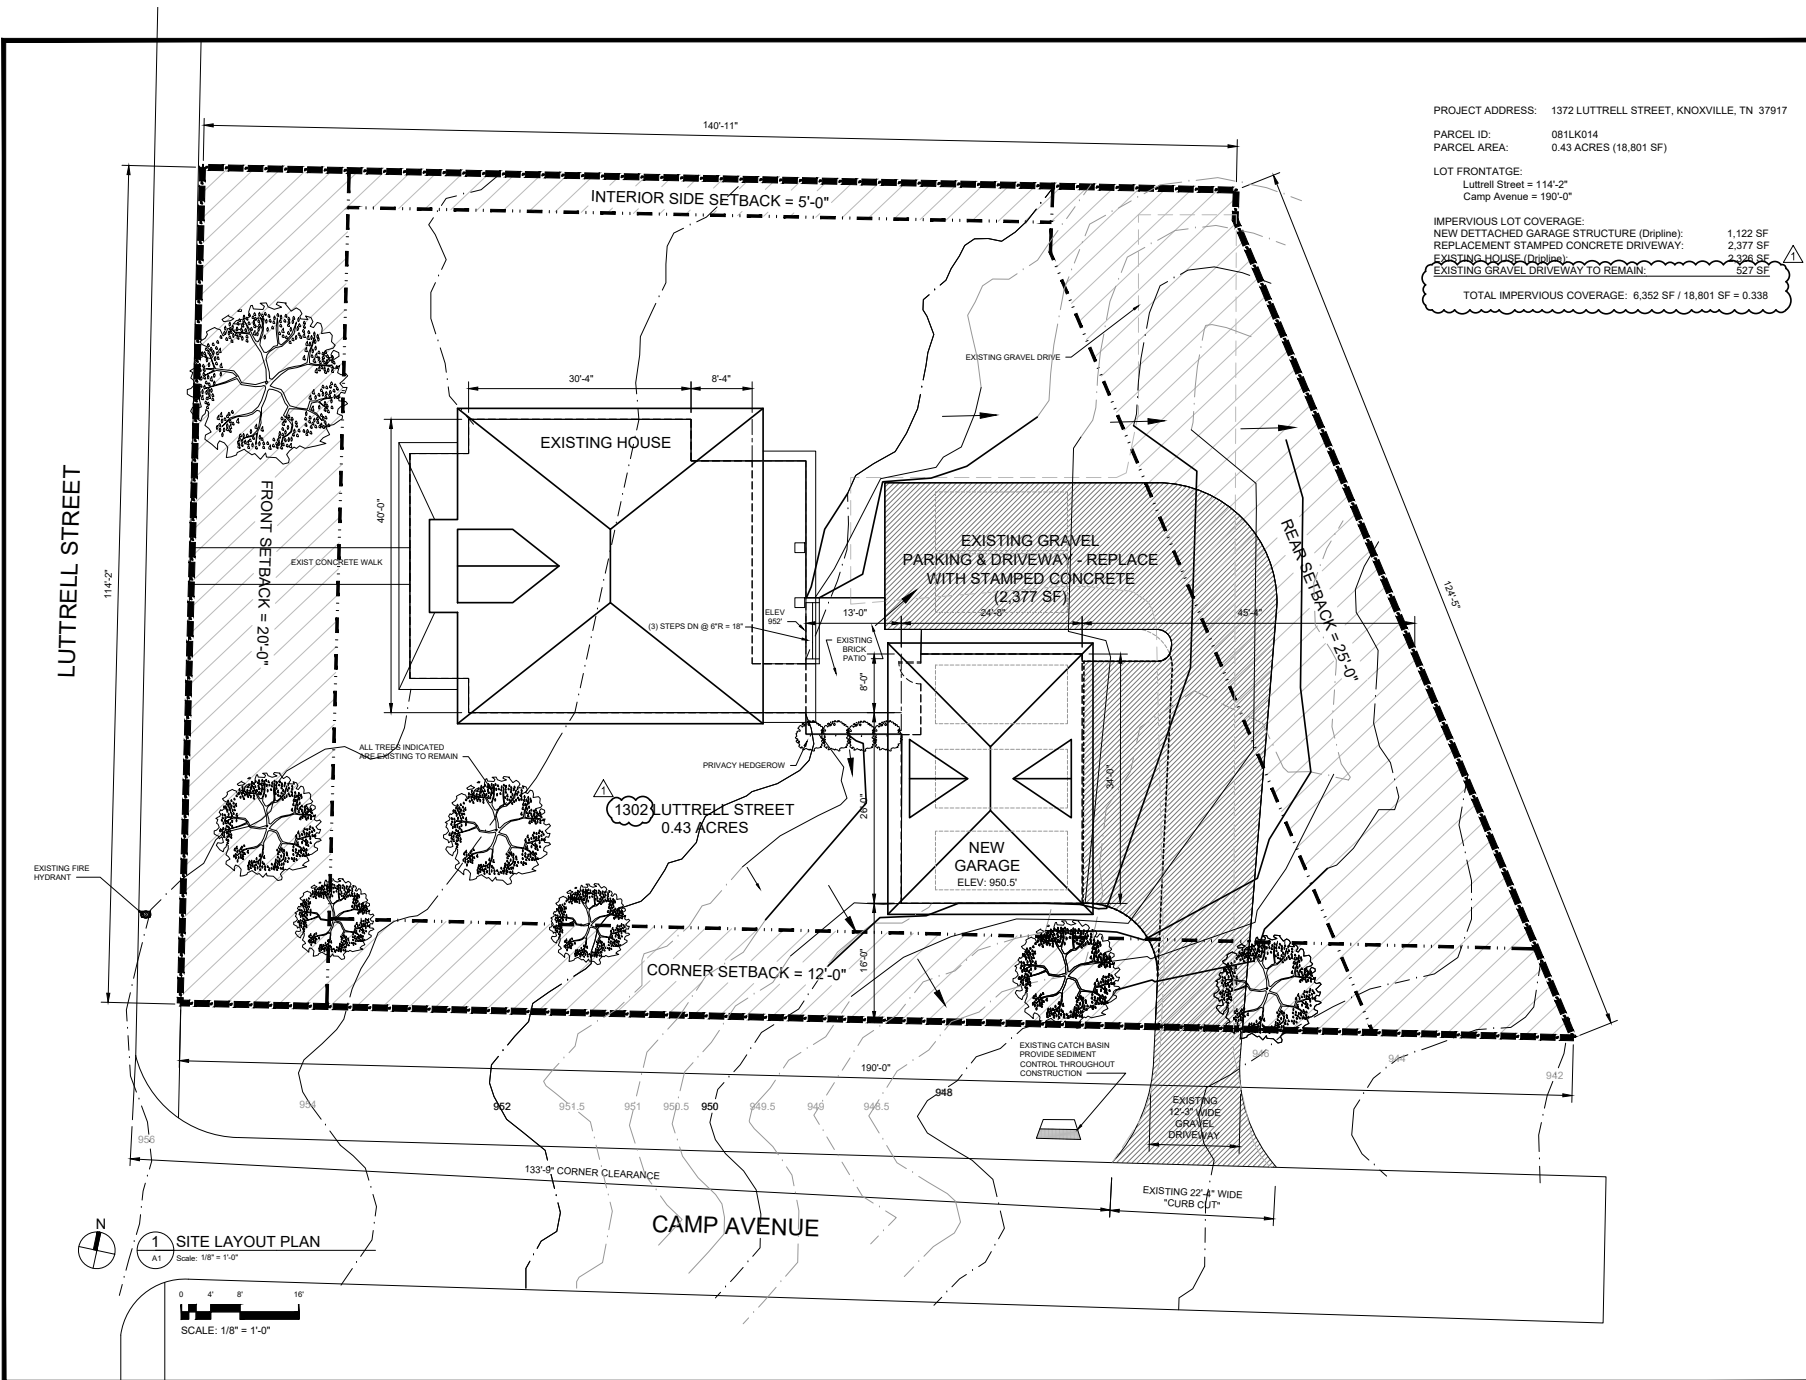 140'-11"
PROJECT ADDRESS: 1372 LUTTRELL STREET, KNOXVILLE, TN 37917
PARCEL ID: 081LK014
PARCEL AREA: 0.43 ACRES (18,801 SF)
LOT FRONTATGE:
Luttrell Street = 114'-2"
Camp Avenue = 190'-0"
IMPERVIOUS LOT COVERAGE:
NEW DETTACHED GARAGE STRUCTURE (Dripline): 1,122 SF
REPLACEMENT STAMPED CONCRETE DRIVEWAY: 2,377 SF
EXISTING HOUSE (Dripline): 2,326 SF
EXISTING GRAVEL DRIVEWAY TO REMAIN: 527 SF
1
TOTAL IMPERVIOUS COVERAGE: 6,352 SF / 18,801 SF = 0.338
INTERIOR SIDE SETBACK = 5'-0"
EXISTING GRAVEL DRIVE
30'-4"
8'-4"
EXISTING HOUSE
40'-0"
LUTTRELL STREET
114'-2"
FRONT SETBACK = 20'-0"
EXIST CONCRETE WALK
EXISTING GRAVEL
PARKING & DRIVEWAY - REPLACE
WITH STAMPED CONCRETE
(2,377 SF)
REAR SETBACK = 25'-0"
124'-5"
ELEV
952'
(3) STEPS DN @ 6"R = 18"
13'-0"
24'-8"
45'-4"
EXISTING
BRICK
PATIO
8'-0"
ALL TREES INDICATED
ARE EXISTING TO REMAIN
PRIVACY HEDGEROW
1
1302 LUTTRELL STREET
0.43 ACRES
26'-0"
34'-0"
NEW
GARAGE
ELEV: 950.5'
EXISTING FIRE
HYDRANT
CORNER SETBACK = 12'-0"
16'-0"
EXISTING CATCH BASIN
PROVIDE SEDIMENT
CONTROL THROUGHOUT
CONSTRUCTION
190'-0"
956
954
952
951.5
951
950.5
950
949.5
949
948.5
948
946
944
942
EXISTING
12'-3" WIDE
GRAVEL
DRIVEWAY
133'-9" CORNER CLEARANCE
EXISTING 22'-4" WIDE
"CURB CUT"
CAMP AVENUE
N
1
A1
SITE LAYOUT PLAN
Scale: 1/8" = 1'-0"
0 4' 8' 16'
SCALE: 1/8" = 1'-0"